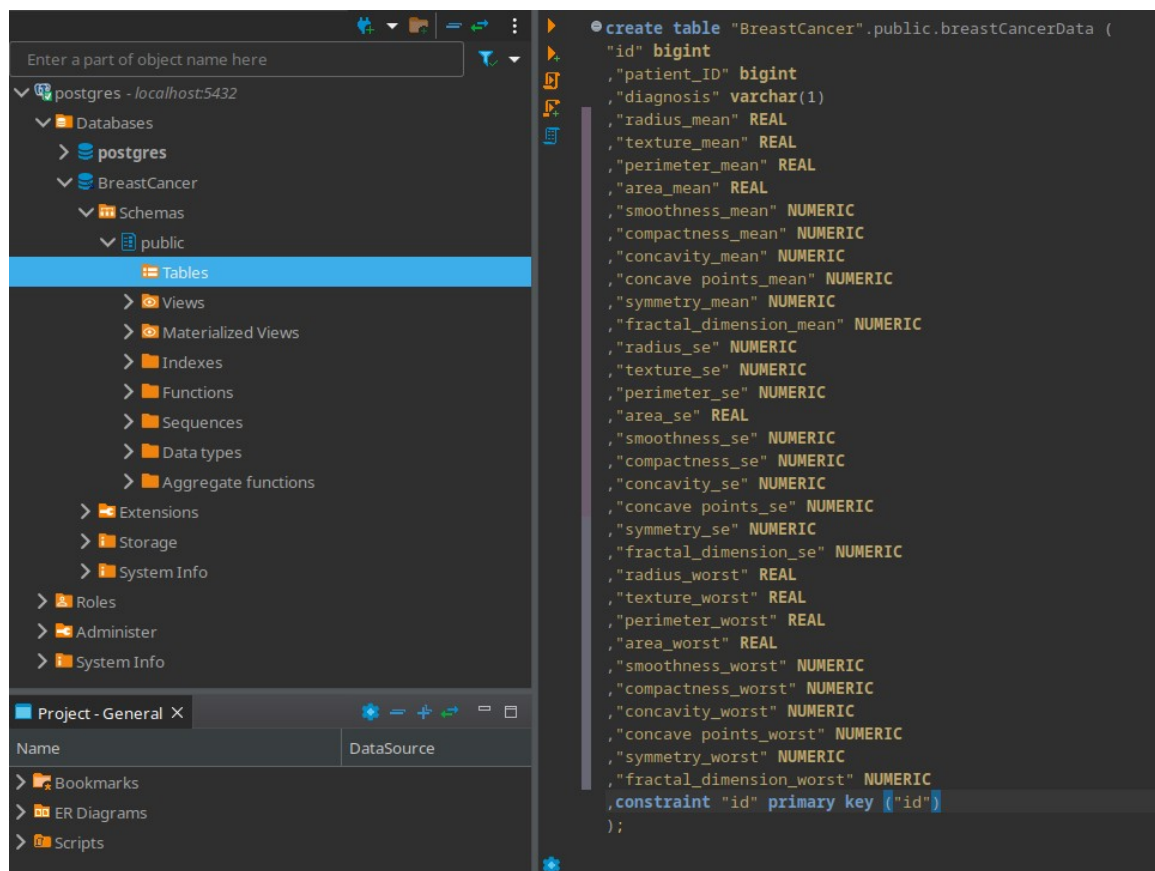 Enter a part of object name here
postgres - localhost:5432
Databases
postgres
BreastCancer
Schemas
public
Tables
Views
Materialized Views
Indexes
Functions
Sequences
Data types
Aggregate functions
Extensions
Storage
System Info
Roles
Administer
System Info
Project - General
Name DataSource
Bookmarks
ER Diagrams
Scripts
create table "BreastCancer".public.breastCancerData (
"id" bigint
,"patient_ID" bigint
,"diagnosis" varchar(1)
,"radius_mean" REAL
,"texture_mean" REAL
,"perimeter_mean" REAL
,"area_mean" REAL
,"smoothness_mean" NUMERIC
,"compactness_mean" NUMERIC
,"concavity_mean" NUMERIC
,"concave points_mean" NUMERIC
,"symmetry_mean" NUMERIC
,"fractal_dimension_mean" NUMERIC
,"radius_se" NUMERIC
,"texture_se" NUMERIC
,"perimeter_se" NUMERIC
,"area_se" REAL
,"smoothness_se" NUMERIC
,"compactness_se" NUMERIC
,"concavity_se" NUMERIC
,"concave points_se" NUMERIC
,"symmetry_se" NUMERIC
,"fractal_dimension_se" NUMERIC
,"radius_worst" REAL
,"texture_worst" REAL
,"perimeter_worst" REAL
,"area_worst" REAL
,"smoothness_worst" NUMERIC
,"compactness_worst" NUMERIC
,"concavity_worst" NUMERIC
,"concave points_worst" NUMERIC
,"symmetry_worst" NUMERIC
,"fractal_dimension_worst" NUMERIC
,constraint "id" primary key ("id")
);